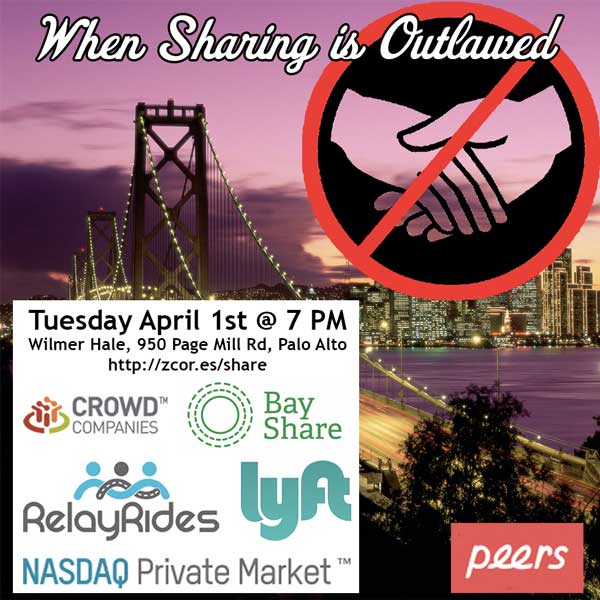 When Sharing is Outlawed
Tuesday April 1st @ 7 PM
Wilmer Hale, 950 Page Mill Rd, Palo Alto
http://zcor.es/share
CROWD™
COMPANIES
Bay
Share
RelayRides
lyft
NASDAQ Private Market™
peers